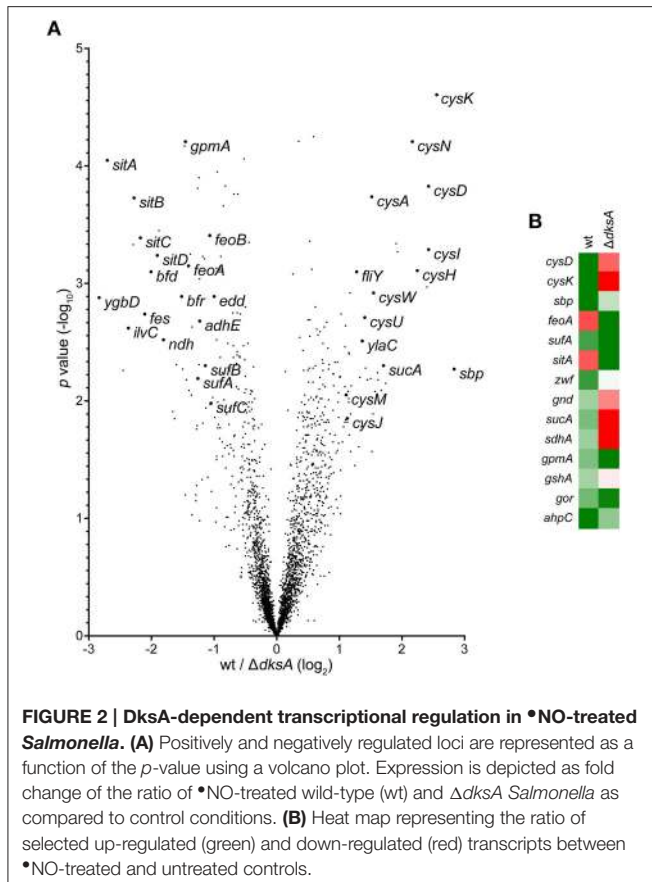 A
5
4
3
2
1
0
-3
-2
-1
0
1
2
3
p value (-log10)
wt / ΔdksA (log2)
cysK
gpmA
cysN
sitA
cysD
sitB
cysA
sitC
feoB
cysI
sitD
feoA
cysH
bfd
fliY
ygbD
bfr
edd
cysW
fes
adhE
cysU
ilvC
ndh
ylaC
sufB
sucA
sbp
sufA
sufC
cysM
cysJ
B
wt
ΔdksA
cysD
cysK
sbp
feoA
sufA
sitA
zwf
gnd
sucA
sdhA
gpmA
gshA
gor
ahpC
FIGURE 2 | DksA-dependent transcriptional regulation in •NO-treated
Salmonella. (A) Positively and negatively regulated loci are represented as a
function of the p-value using a volcano plot. Expression is depicted as fold
change of the ratio of •NO-treated wild-type (wt) and ΔdksA Salmonella as
compared to control conditions. (B) Heat map representing the ratio of
selected up-regulated (green) and down-regulated (red) transcripts between
•NO-treated and untreated controls.